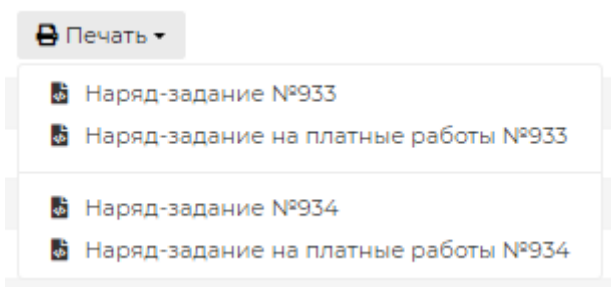 Печать
Наряд-задание №933
Наряд-задание на платные работы №933
Наряд-задание №934
Наряд-задание на платные работы №934